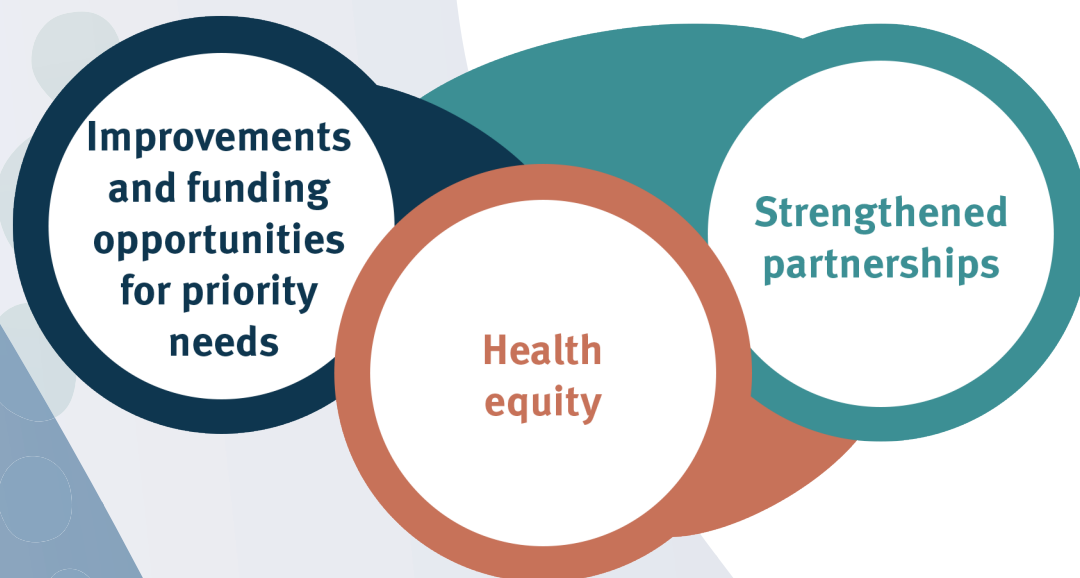 Improvements
and funding
opportunities
for priority
needs
Strengthened
partnerships
Health
equity